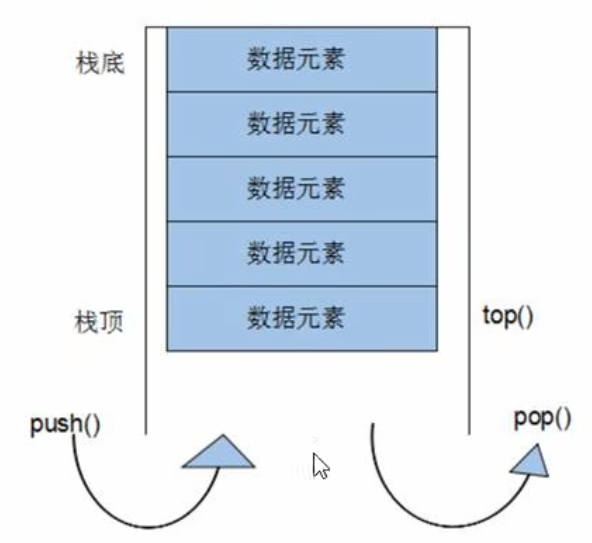 栈底
数据元素
数据元素
数据元素
数据元素
栈顶
数据元素
top()
push()
pop()